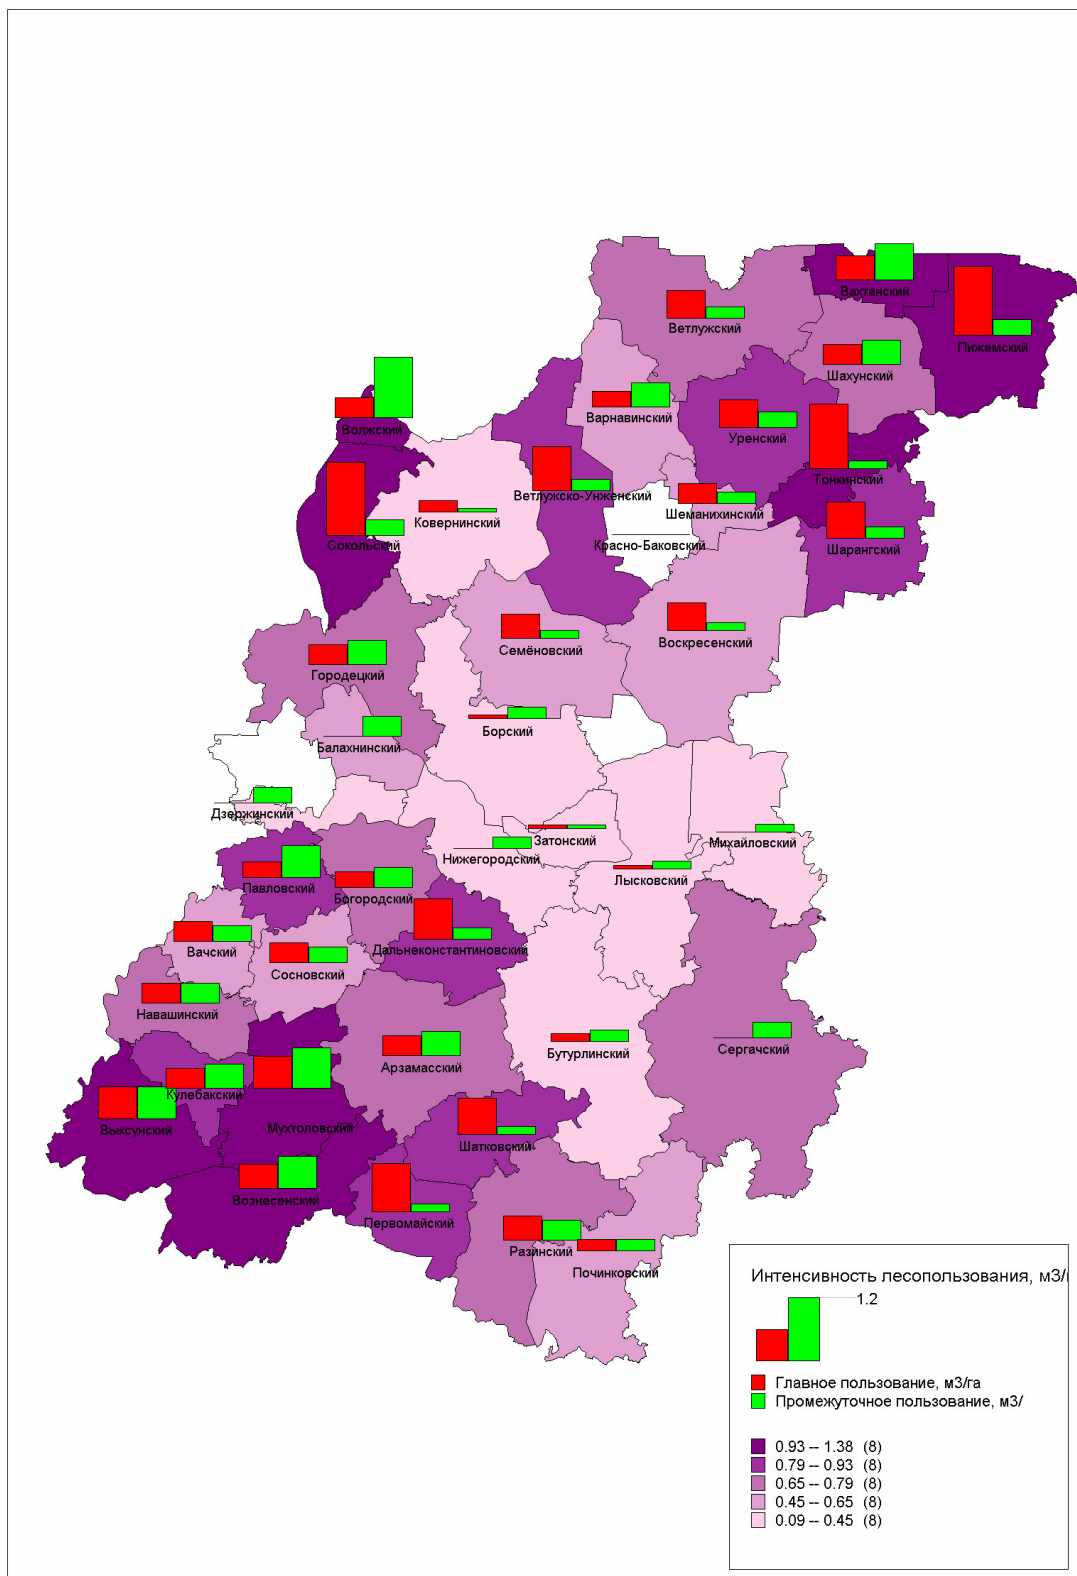 Вахтанский
Ветлужский
Пижемский
Шахунский
Варнавинский
Волжский
Уренский
Тонкинский
Ветлужско-Унженский
Шеманихинский
Ковернинский
Сокольский
Красно-Баковский
Шарангский
Воскресенский
Семёновский
Городецкий
Борский
Балахнинский
Дзержинский
Затонский
Михайловский
Нижегородский
Лысковский
Павловский
Богородский
Вачский
Дальнеконстантиновский
Сосновский
Навашинский
Сергачский
Бутурлинский
Арзамасский
Кулебакский
Выксунский
Мухтоловский
Шатковский
Вознесенский
Первомайский
Разинский
Починковский
Интенсивность лесопользования, м3/
1.2
Главное пользование, м3/га
Промежуточное пользование, м3/
0.93 -- 1.38 (8)
0.79 -- 0.93 (8)
0.65 -- 0.79 (8)
0.45 -- 0.65 (8)
0.09 -- 0.45 (8)